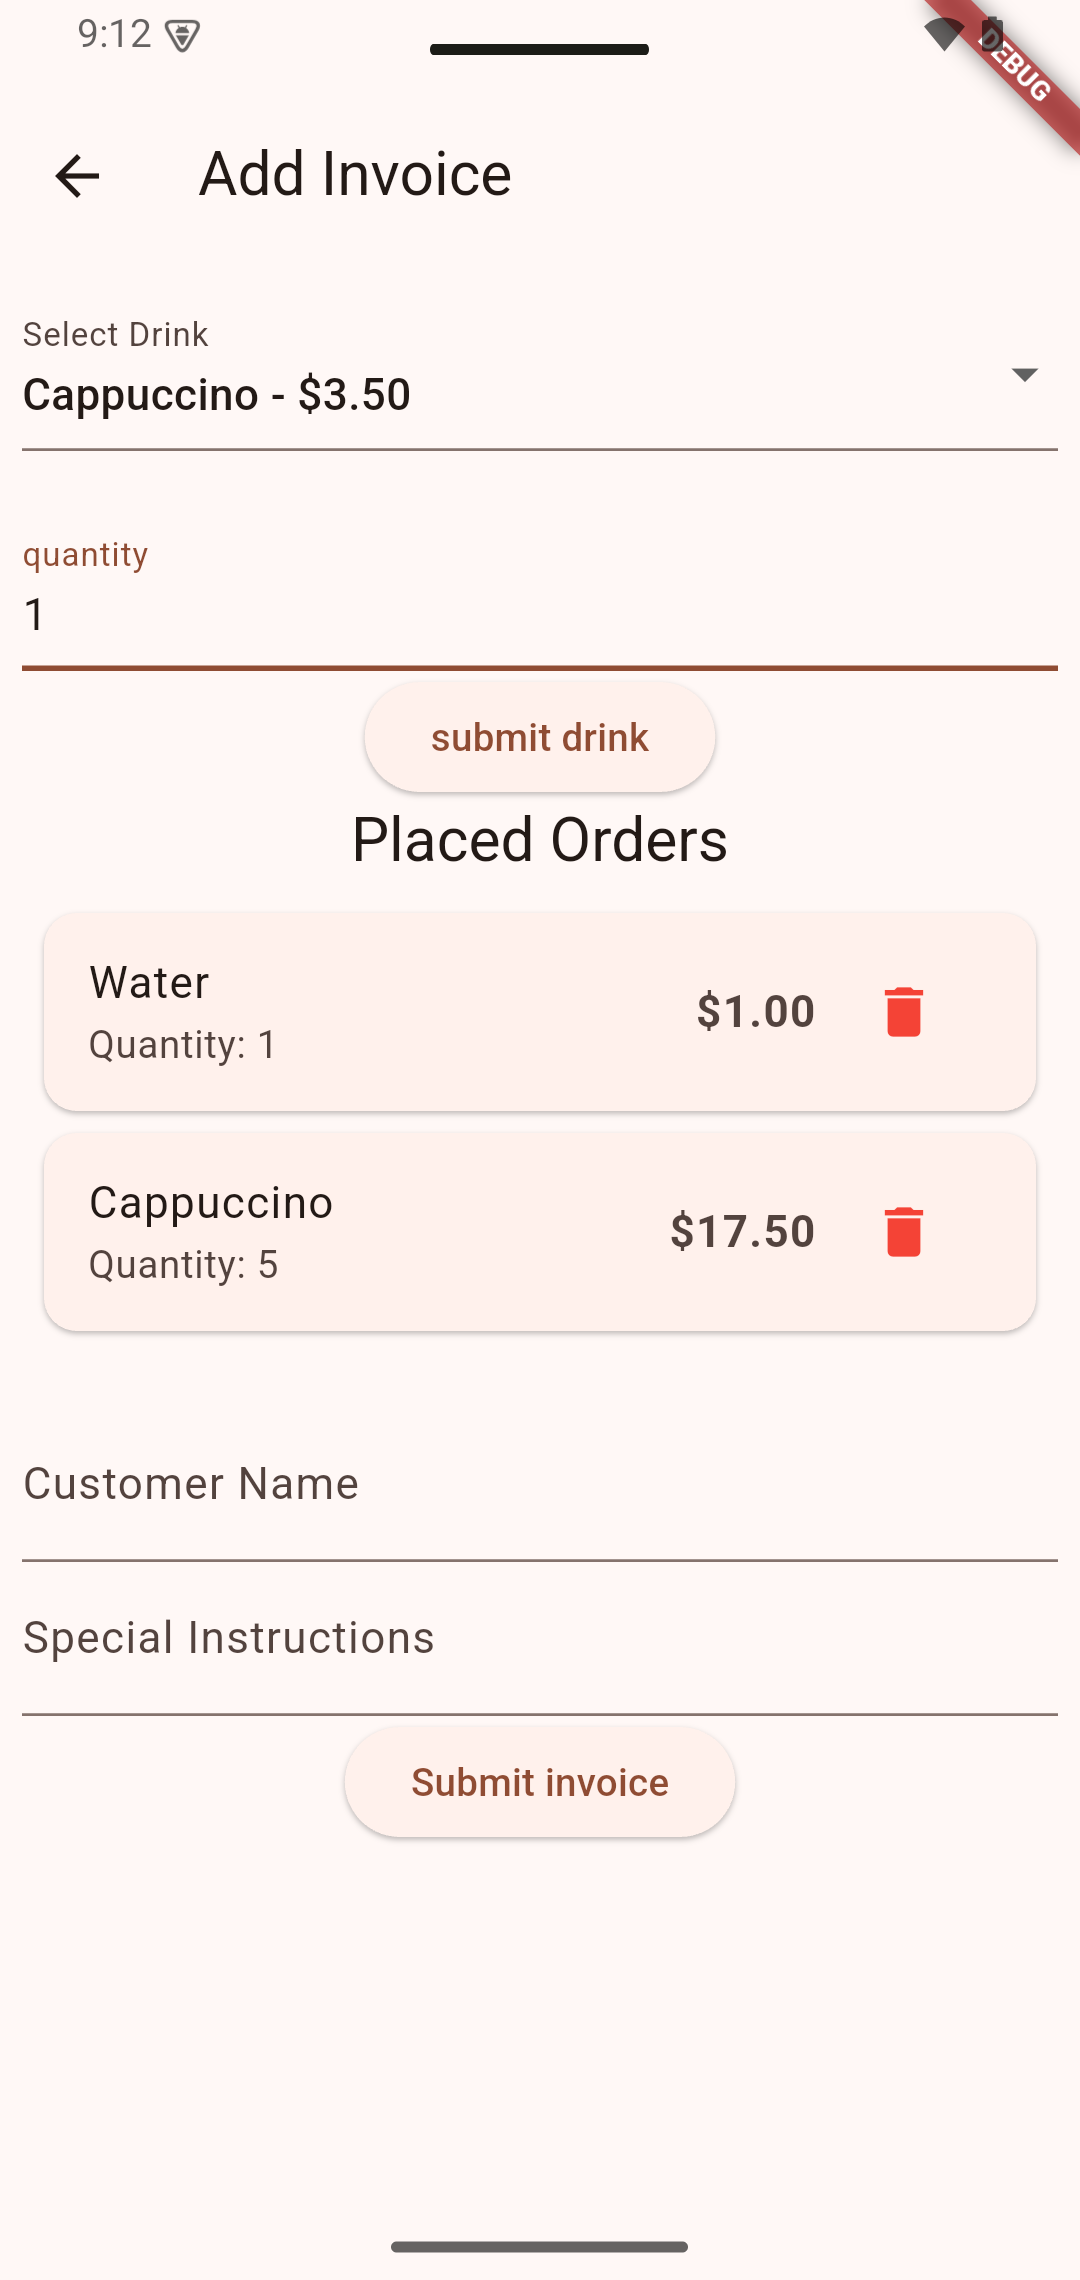 9:12
DEBUG
Add Invoice
Select Drink
Cappuccino - $3.50
quantity
1
submit drink
Placed Orders
Water
Quantity: 1
$1.00
Cappuccino
Quantity: 5
$17.50
Customer Name
Special Instructions
Submit invoice